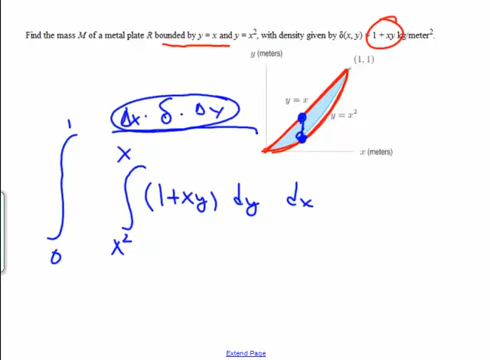 Find the mass M of a metal plate R bounded by y = x and y = x², with density given by δ(x, y) = 1 + xy kg/meter².
y (meters)
(1, 1)
y = x
y = x²
x (meters)
Δx · δ · Δy
1
x
∫ ∫ (1+xy) dy dx
0
x²
Extend Page